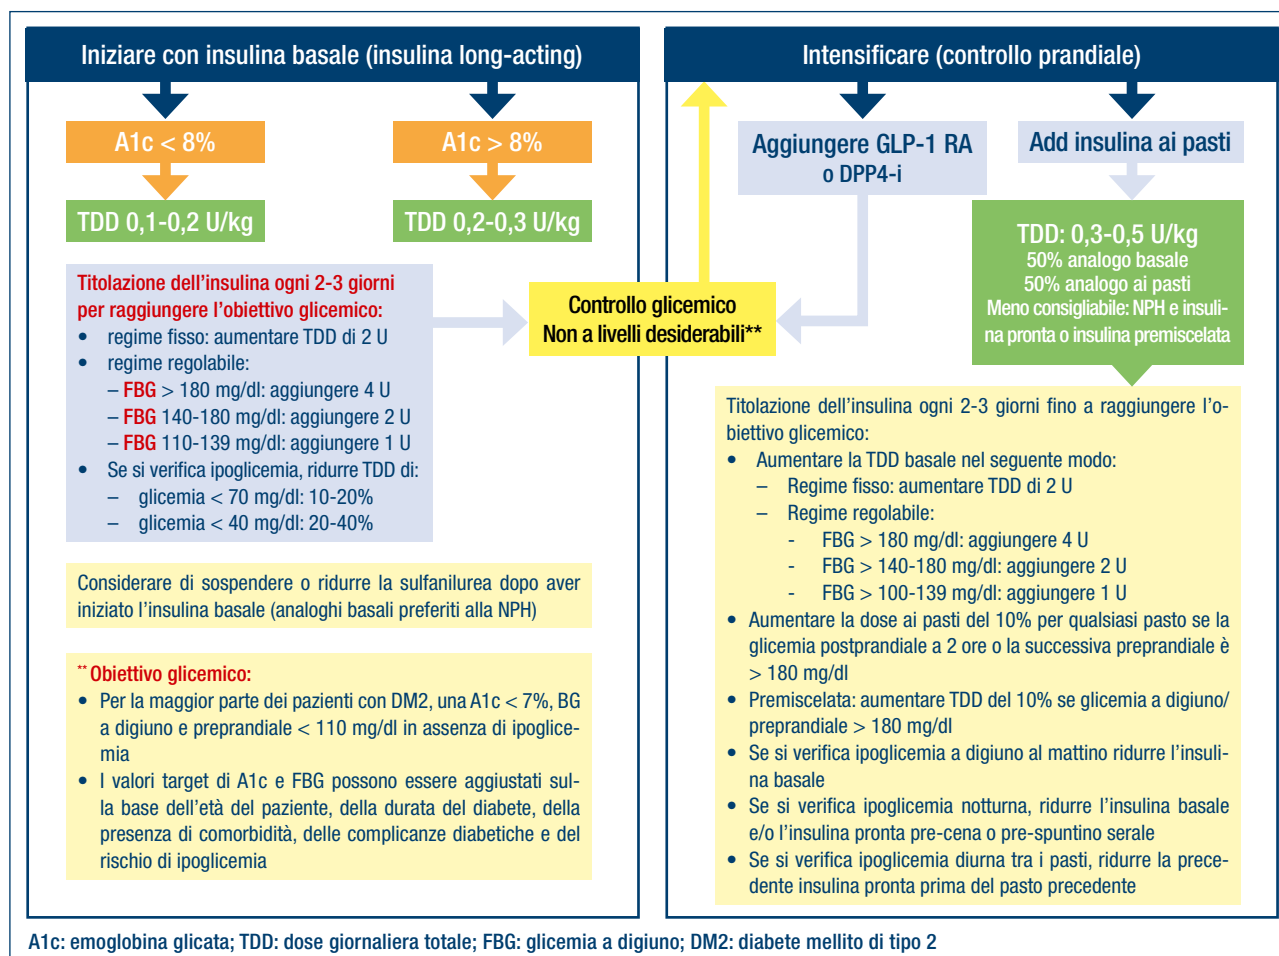 Iniziare con insulina basale (insulina long-acting)
A1c < 8%
A1c > 8%
TDD 0,1-0,2 U/kg
TDD 0,2-0,3 U/kg
Titolazione dell’insulina ogni 2-3 giorni
per raggiungere l’obiettivo glicemico:
• regime fisso: aumentare TDD di 2 U
• regime regolabile:
– FBG > 180 mg/dl: aggiungere 4 U
– FBG 140-180 mg/dl: aggiungere 2 U
– FBG 110-139 mg/dl: aggiungere 1 U
• Se si verifica ipoglicemia, ridurre TDD di:
– glicemia < 70 mg/dl: 10-20%
– glicemia < 40 mg/dl: 20-40%
Considerare di sospendere o ridurre la sulfanilurea dopo aver
iniziato l’insulina basale (analoghi basali preferiti alla NPH)
** Obiettivo glicemico:
• Per la maggior parte dei pazienti con DM2, una A1c < 7%, BG
a digiuno e preprandiale < 110 mg/dl in assenza di ipoglice-
mia
• I valori target di A1c e FBG possono essere aggiustati sul-
la base dell’età del paziente, della durata del diabete, della
presenza di comorbidità, delle complicanze diabetiche e del
rischio di ipoglicemia
Controllo glicemico
Non a livelli desiderabili**
Intensificare (controllo prandiale)
Aggiungere GLP-1 RA
o DPP4-i
Add insulina ai pasti
TDD: 0,3-0,5 U/kg
50% analogo basale
50% analogo ai pasti
Meno consigliabile: NPH e insuli-
na pronta o insulina premiscelata
Titolazione dell’insulina ogni 2-3 giorni fino a raggiungere l’o-
biettivo glicemico:
• Aumentare la TDD basale nel seguente modo:
– Regime fisso: aumentare TDD di 2 U
– Regime regolabile:
- FBG > 180 mg/dl: aggiungere 4 U
- FBG > 140-180 mg/dl: aggiungere 2 U
- FBG > 100-139 mg/dl: aggiungere 1 U
• Aumentare la dose ai pasti del 10% per qualsiasi pasto se la
glicemia postprandiale a 2 ore o la successiva preprandiale è
> 180 mg/dl
• Premiscelata: aumentare TDD del 10% se glicemia a digiuno/
preprandiale > 180 mg/dl
• Se si verifica ipoglicemia a digiuno al mattino ridurre l’insuli-
na basale
• Se si verifica ipoglicemia notturna, ridurre l’insulina basale
e/o l’insulina pronta pre-cena o pre-spuntino serale
• Se si verifica ipoglicemia diurna tra i pasti, ridurre la prece-
dente insulina pronta prima del pasto precedente
A1c: emoglobina glicata; TDD: dose giornaliera totale; FBG: glicemia a digiuno; DM2: diabete mellito di tipo 2